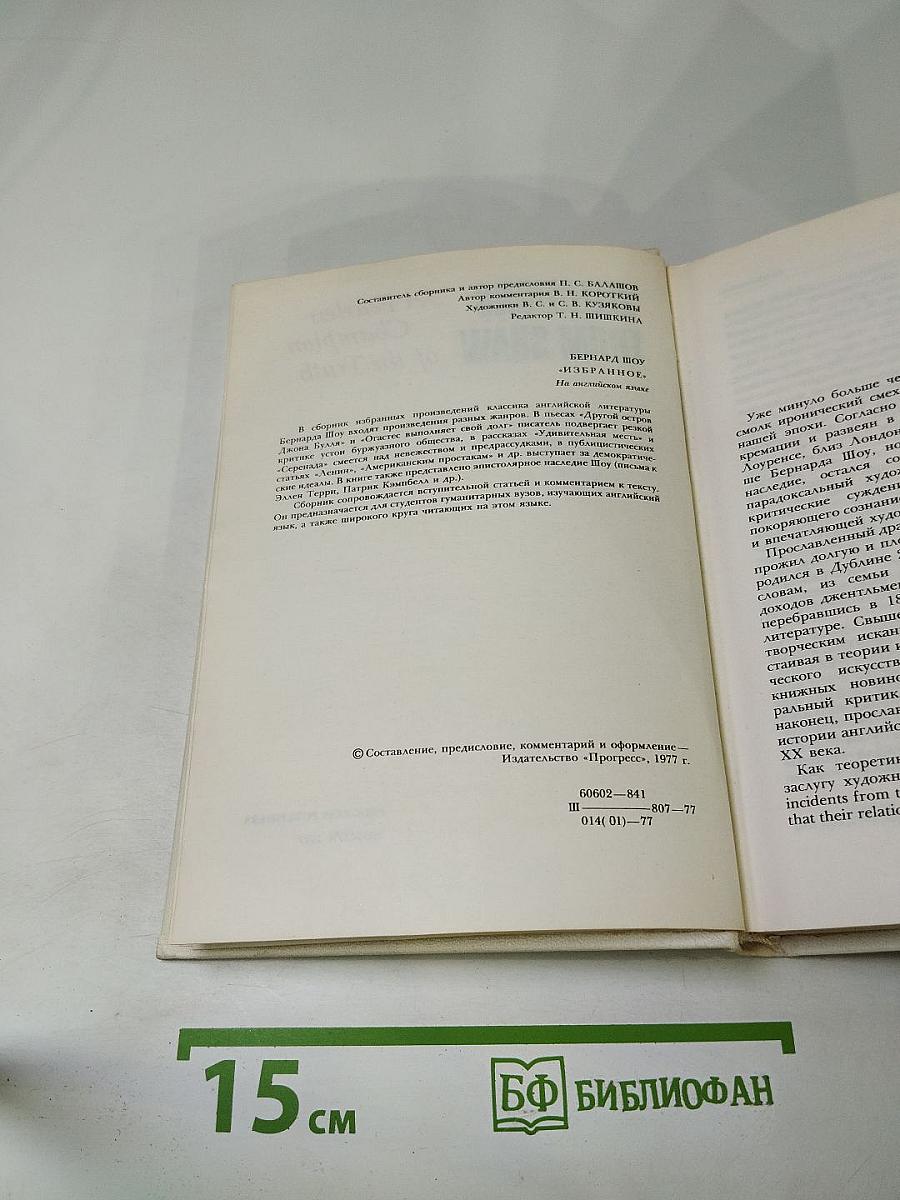 Составитель сборника и автор предисловия П. С. БАЛАШОВ
Автор комментария В. Н. КОРОТКИЙ
Художники В. С. и С. В. КУЗЯКОВЫ
Редактор Т. Н. ШИШКИНА
БЕРНАРД ШОУ
«ИЗБРАННОЕ»
На английском языке
В сборник избранных произведений классика английской литературы
Бернарда Шоу входят произведения разных жанров. В пьесах «Другой остров
Джона Булля» и «Огастес выполняет свой долг» писатель подвергает резкой
критике устои буржуазного общества, в рассказах «Удивительная месть» и
«Серенада» смеется над невежеством и предрассудками, в публицистических
статьях «Ленин», «Американским простакам» и др. выступает за демократиче-
ские идеалы. В книге также представлено эпистолярное наследие Шоу (письма к
Эллен Терри, Патрик Кэмпбелл и др.).
Сборник сопровождается вступительной статьей и комментарием к тексту.
Он предназначается для студентов гуманитарных вузов, изучающих английский
язык, а также широкого круга читающих на этом языке.
© Составление, предисловие, комментарий и оформление—
Издательство «Прогресс», 1977 г.
60602—841
Ш ———— 807—77
014( 01)—77
Уже минуло больше че
смолк иронический смех
нашей эпохи. Согласно
кремации и развеян в
Лоуренсе, близ Лондон
ше Бернарда Шоу, но
наследие, остался со
парадоксальный худож
критические сужден
покоряющего сознание
и впечатляющей худо
Прославленный дра
прожил долгую и пло
родился в Дублине
словам, из семьи
доходов джентльме
перебравшись в 18
литературе. Свыше
творческим искан
стаивая в теории и
ческого искусств
книжных новино
ральный критик,
наконец, прослав
истории английс
XX века.
Как теоретик
заслугу художн
incidents from t
that their relatio
15 см
БФ БИБЛИОФАН